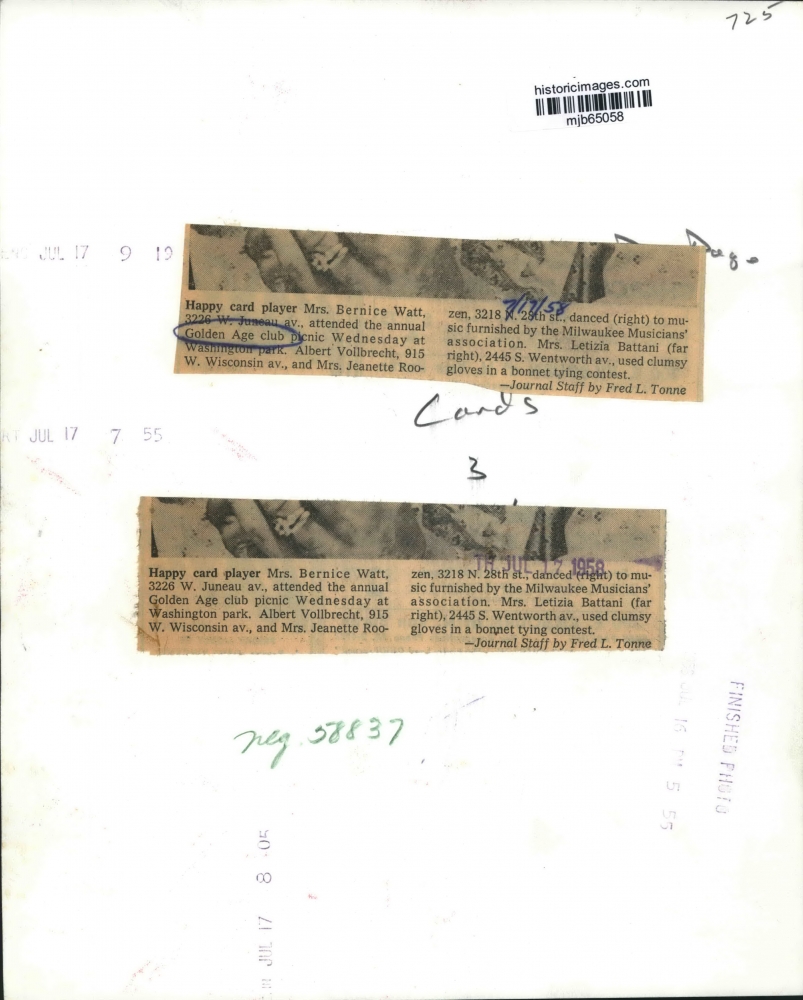 725
historicimages.com
mjb65058
JUL 17 9 19
Page
Happy card player Mrs. Bernice Watt,
3226 W. Juneau av., attended the annual
Golden Age club picnic Wednesday at
Washington park. Albert Vollbrecht, 915
W. Wisconsin av., and Mrs. Jeanette Roo-
7/17/58
zen, 3218 N. 28th st., danced (right) to mu-
sic furnished by the Milwaukee Musicians'
association. Mrs. Letizia Battani (far
right), 2445 S. Wentworth av., used clumsy
gloves in a bonnet tying contest.
—Journal Staff by Fred L. Tonne
Cards
JUL 17 7 55
3
TH JUL 17 1958
Happy card player Mrs. Bernice Watt,
3226 W. Juneau av., attended the annual
Golden Age club picnic Wednesday at
Washington park. Albert Vollbrecht, 915
W. Wisconsin av., and Mrs. Jeanette Roo-
zen, 3218 N. 28th st., danced (right) to mu-
sic furnished by the Milwaukee Musicians'
association. Mrs. Letizia Battani (far
right), 2445 S. Wentworth av., used clumsy
gloves in a bonnet tying contest.
—Journal Staff by Fred L. Tonne
neg 58837
FINISHED PHOTO
JUL 16 PM 5 55
JUL 17 8 05